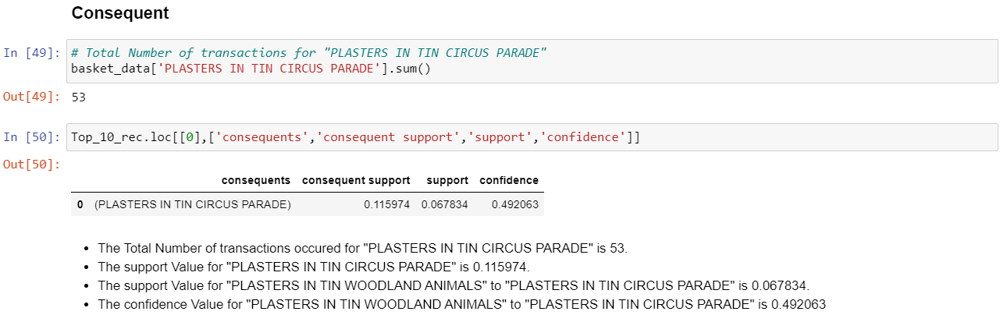 Consequent
In [49]: # Total Number of transactions for "PLASTERS IN TIN CIRCUS PARADE"
basket_data['PLASTERS IN TIN CIRCUS PARADE'].sum()
Out[49]: 53
In [50]: Top_10_rec.loc[[0],['consequents','consequent support','support','confidence']]
Out[50]:
consequents consequent support support confidence
0 (PLASTERS IN TIN CIRCUS PARADE) 0.115974 0.067834 0.492063
• The Total Number of transactions occured for "PLASTERS IN TIN CIRCUS PARADE" is 53.
• The support Value for "PLASTERS IN TIN CIRCUS PARADE" is 0.115974.
• The support Value for "PLASTERS IN TIN WOODLAND ANIMALS" to "PLASTERS IN TIN CIRCUS PARADE" is 0.067834.
• The confidence Value for "PLASTERS IN TIN WOODLAND ANIMALS" to "PLASTERS IN TIN CIRCUS PARADE" is 0.492063